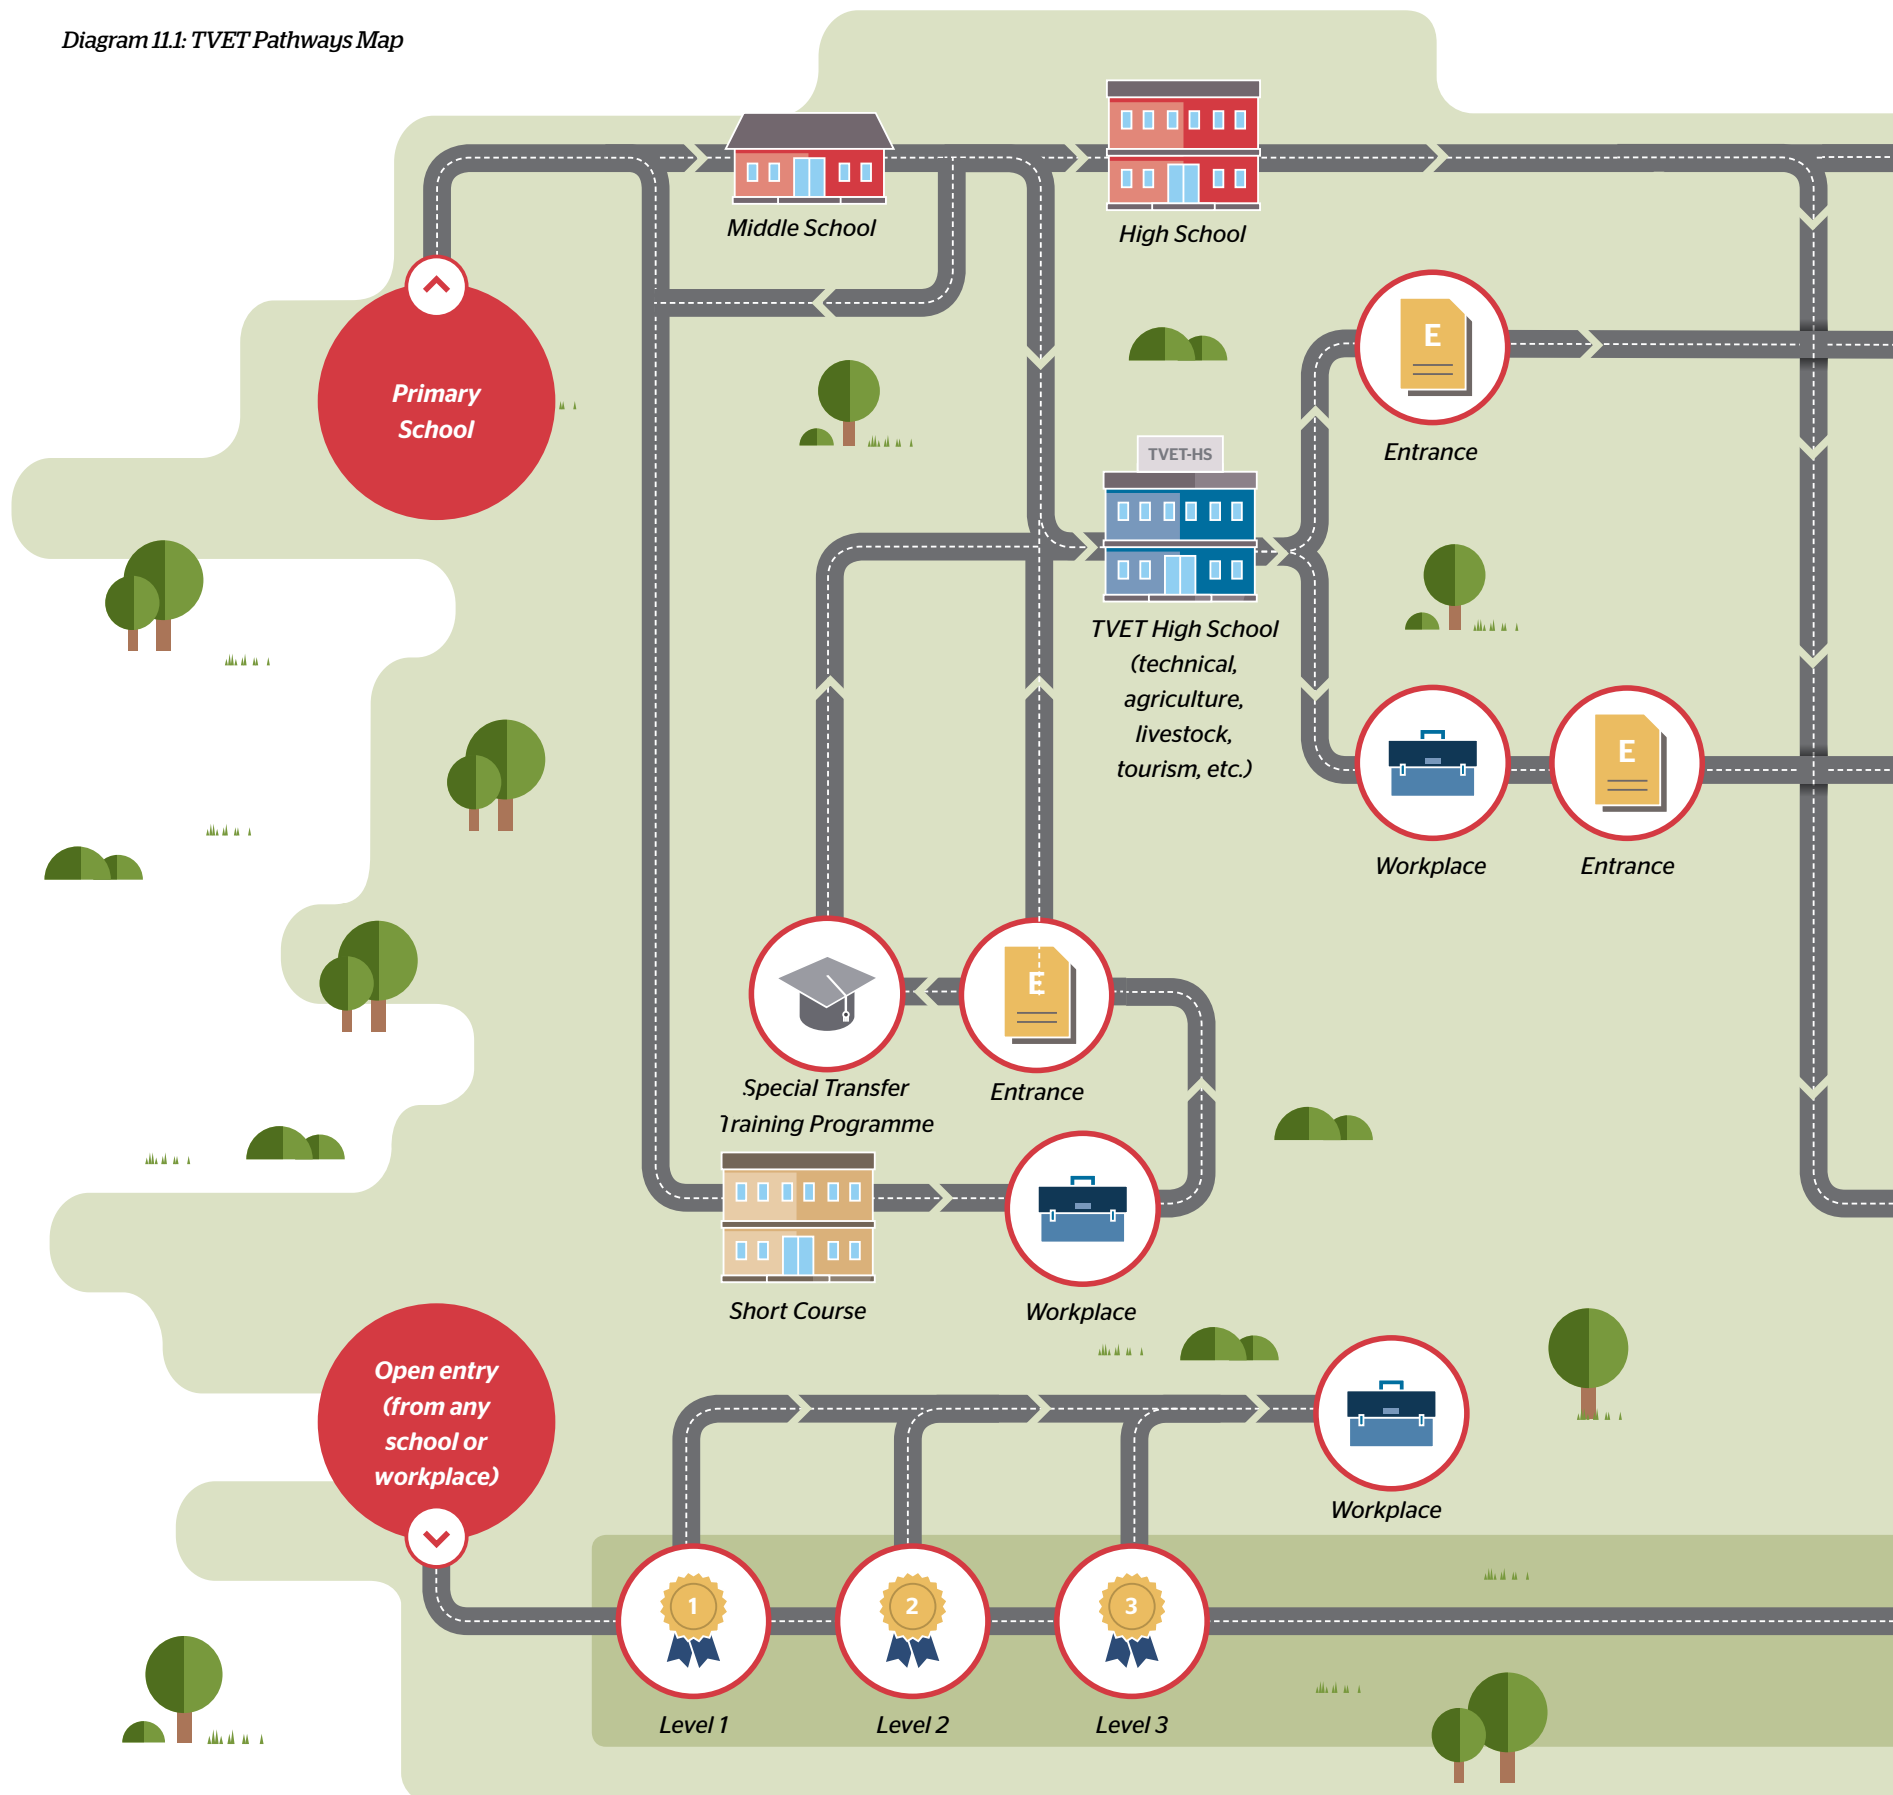 Diagram 11.1: TVET Pathways Map
Middle School
High School
Primary
School
E
Entrance
TVET-HS
TVET High School
(technical,
agriculture,
livestock,
tourism, etc.)
E
Workplace
Entrance
E
Special Transfer
Training Programme
Entrance
Short Course
Workplace
Open entry
(from any
school or
workplace)
Workplace
1
2
3
Level 1
Level 2
Level 3